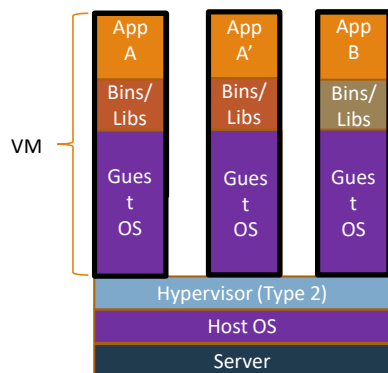 App
A
Bins/
Libs
Gues
t
OS
App
A’
Bins/
Libs
Gues
t
OS
App
B
Bins/
Libs
Gues
t
OS
VM
Hypervisor (Type 2)
Host OS
Server